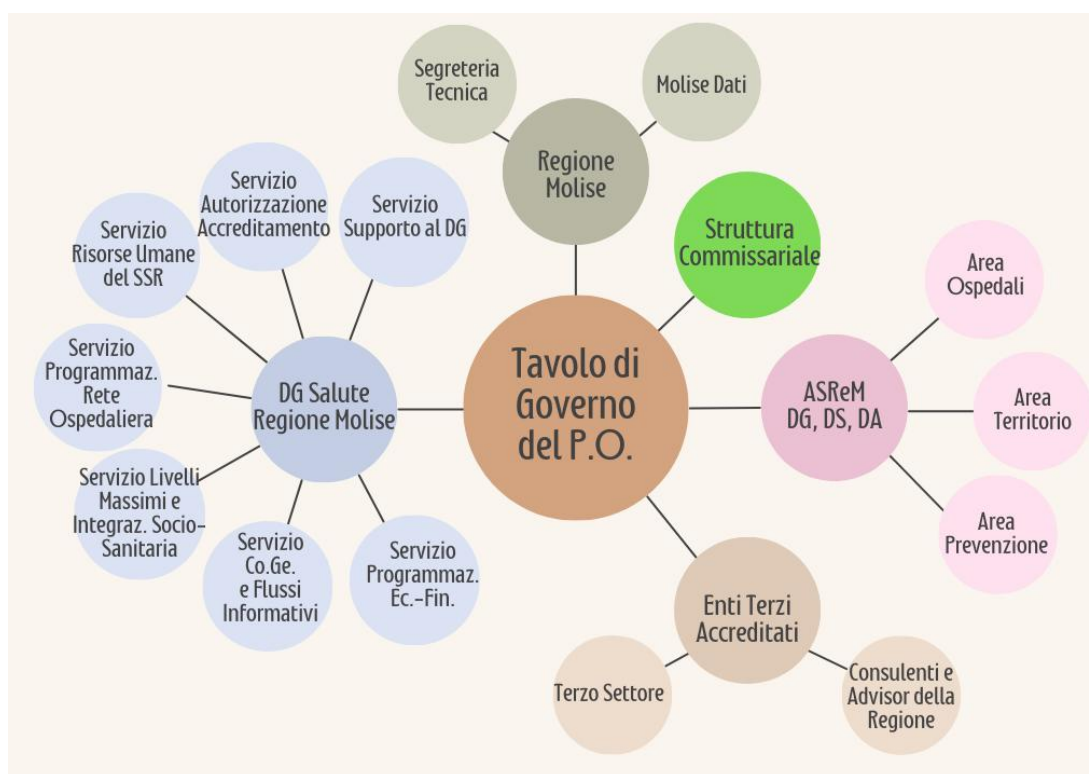 Segreteria
Tecnica
Molise Dati
Regione
Molise
Servizio
Autorizzazione
Accreditamento
Servizio
Supporto al DG
Servizio
Risorse Umane
del SSR
Struttura
Commissariale
Area
Ospedali
Servizio
Programmaz.
Rete
Ospedaliera
DG Salute
Regione Molise
Tavolo di
Governo
del P.O.
ASReM
DG, DS, DA
Area
Territorio
Servizio Livelli
Massimi e
Integraz. Socio-
Sanitaria
Servizio
Co.Ge.
e Flussi
Informativi
Servizio
Programmaz.
Ec.-Fin.
Area
Prevenzione
Enti Terzi
Accreditati
Terzo Settore
Consulenti e
Advisor della
Regione